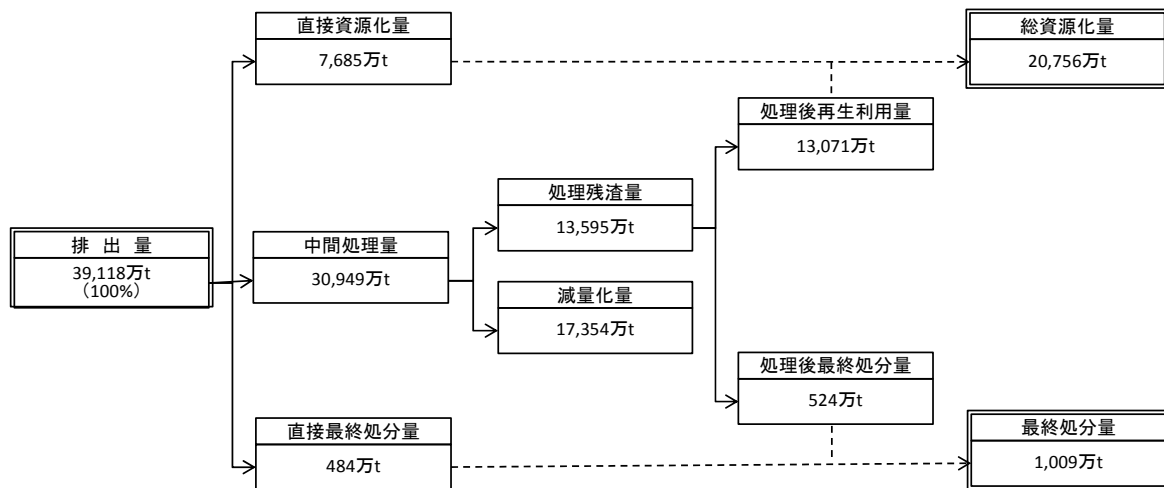 直接資源化量
7,685万t
総資源化量
20,756万t
処理後再生利用量
13,071万t
処理残渣量
13,595万t
排 出 量
39,118万t
（100%）
中間処理量
30,949万t
減量化量
17,354万t
処理後最終処分量
524万t
直接最終処分量
484万t
最終処分量
1,009万t